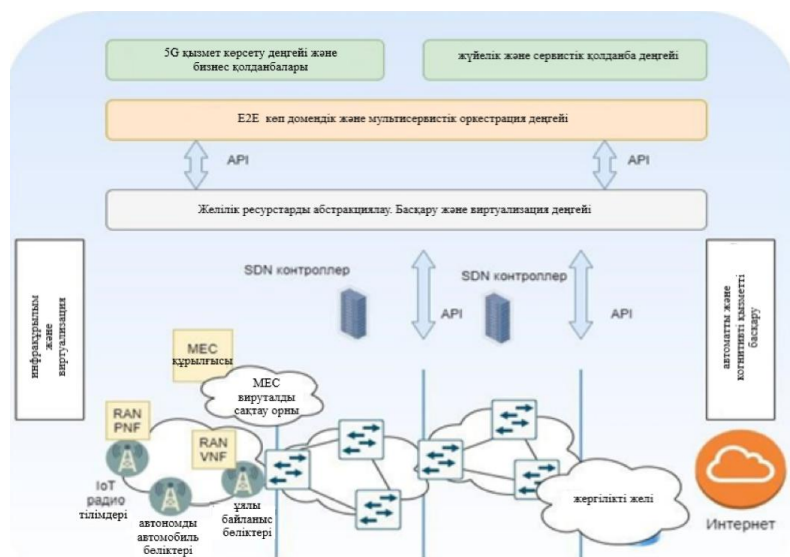 5G қызмет көрсету деңгейі және
бизнес қолданбалары
жүйелік және сервистік қолданба деңгейі
E2E көп домендік және мультисервистік оркестрация деңгейі
API
API
Желілік ресурстарды абстракциялау. Басқару және виртуализация деңгейі
инфрақұрылым
және
виртуализация
SDN контроллер
SDN контроллер
API
API
автоматты және
когнитивті қызметті
басқару
MEC
құрылғысы
MEC
вируталды
сақтау орны
RAN
PNF
RAN
VNF
IoT
радио
тілімдері
автономды
автомобиль
бөліктері
ұялы
байланыс
бөліктері
жергілікті желі
Интернет